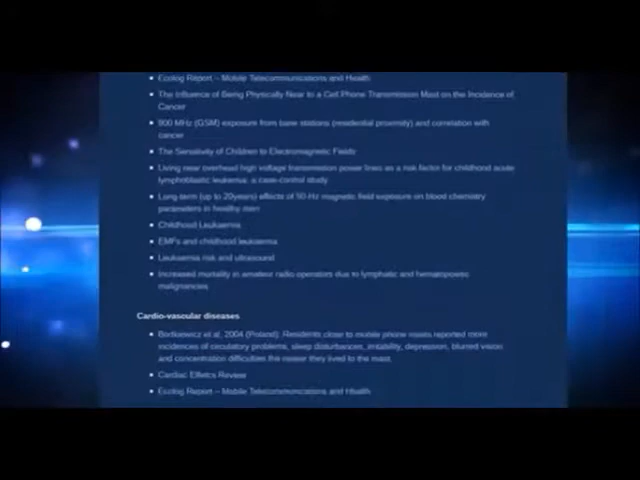 Ecolog Report – Mobile Telecommunications and Health
The Influence of Being Physically Near to a Cell Phone Transmission Mast on the Incidence of
Cancer
900 MHz (GSM) exposure from base stations (residential proximity) and correlation with
cancer
The Sensitivity of Children to Electromagnetic Fields
Living near overhead high voltage transmission power lines as a risk factor for childhood acute
lymphoblastic leukemia: a case-control study
Long-term (up to 20years) effects of 50-Hz magnetic field exposure on blood chemistry
parameters in healthy men
Childhood Leukaemia
EMFs and childhood leukaemia
Leukaemia risk and ultrasound
Increased mortality in amateur radio operators due to lymphatic and hematopoietic
malignancies
Cardio-vascular diseases
Bortkiewicz et al, 2004 (Poland): Residents close to mobile phone masts reported more
incidences of circulatory problems, sleep disturbances, irritability, depression, blurred vision
and concentration difficulties the nearer they lived to the mast.
Cardiac Effects Review
Ecolog Report – Mobile Telecommunications and Health